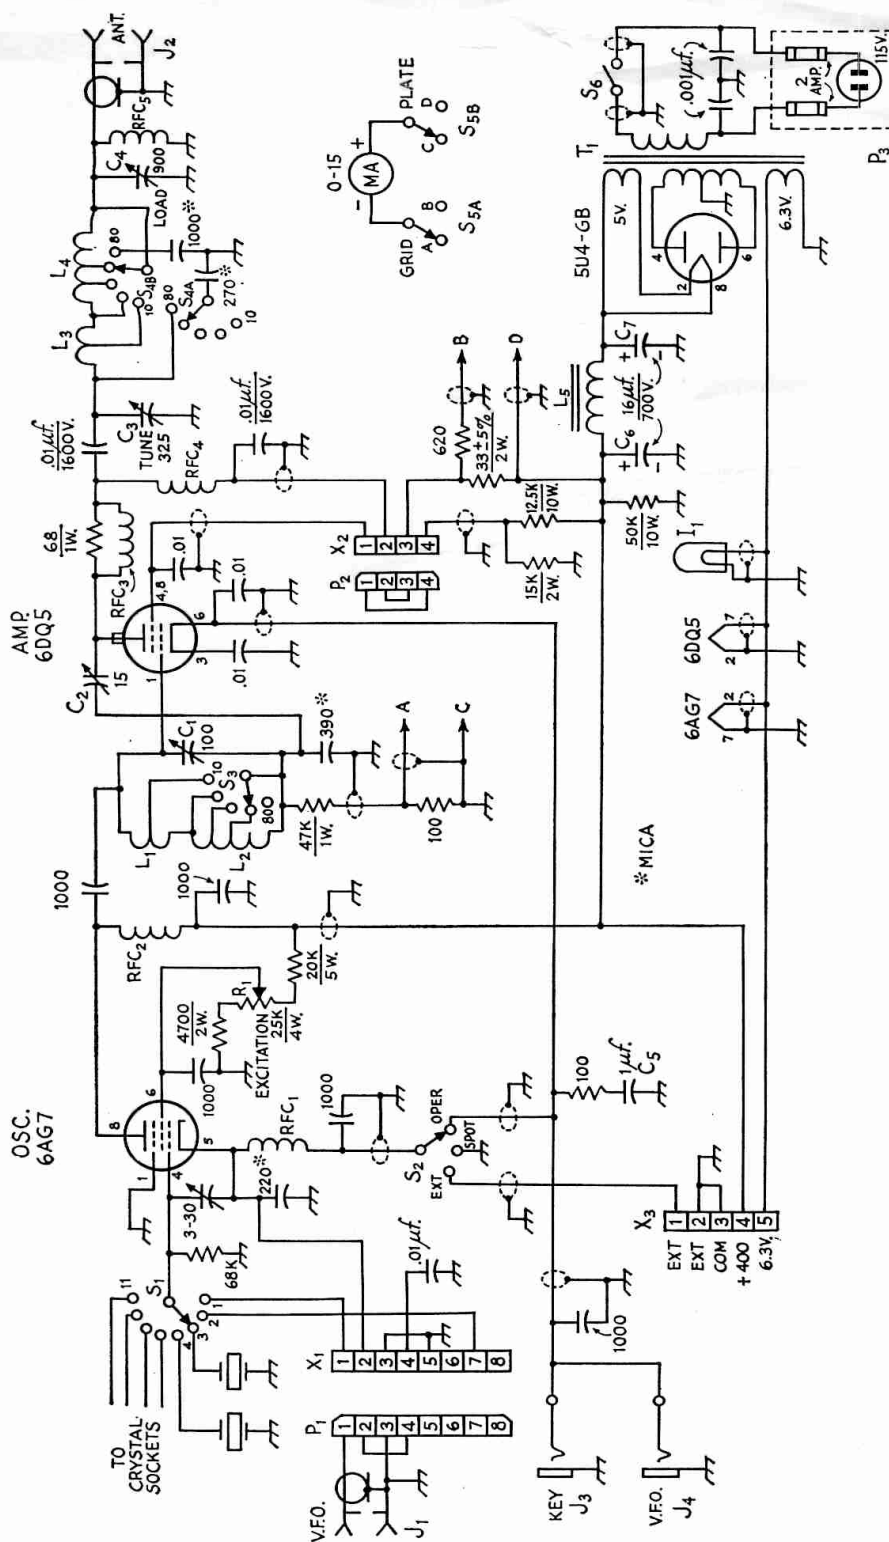 OSC.
6AG7
AMP.
6DQ5
ANT.
J2
TO
CRYSTAL
SOCKETS
11
S1
1
2
3
4
68K
3-30
220*
1
4
5
6
8
RFC1
1000
4700
2W.
R1
EXCITATION
25K
4W.
20K
5W.
1000
RFC2
1000
1000
L1
L2
10
S3
80
C1
100
390*
47K
1W.
100
A
C
C2
15
1
3
6
4,8
.01
.01
.01
68
1W.
RFC3
.01µf.
1600V.
C3
TUNE
325
RFC4
.01µf
1600V.
L3
L4
10
S4B
80
80
S4A
10
270*
1000*
LOAD
C4
900
RFC5
0-15
MA
-
+
GRID
PLATE
A
B
C
D
S5A
S5B
V.F.O.
J1
P1
1
2
3
4
5
6
7
8
X1
1
2
3
4
5
6
7
8
.01µf.
1000
S2
OPER
SPOT
EXT
P2
1
2
3
4
X2
1
2
3
4
620
B
33±5%
2W.
D
12.5K
10W.
15K
2W.
50K
10W.
L5
+
C6
-
16µf.
700V.
+
C7
-
5U4-GB
2
8
4
6
5V.
6.3V.
T1
S6
.001µf.
2
AMP.
115V.
P3
KEY
J3
V.F.O.
J4
1000
100
1µf.
C5
X3
EXT
1
EXT
2
COM
3
+400
4
6.3V.
5
*MICA
6AG7
7
2
6DQ5
2
7
I1